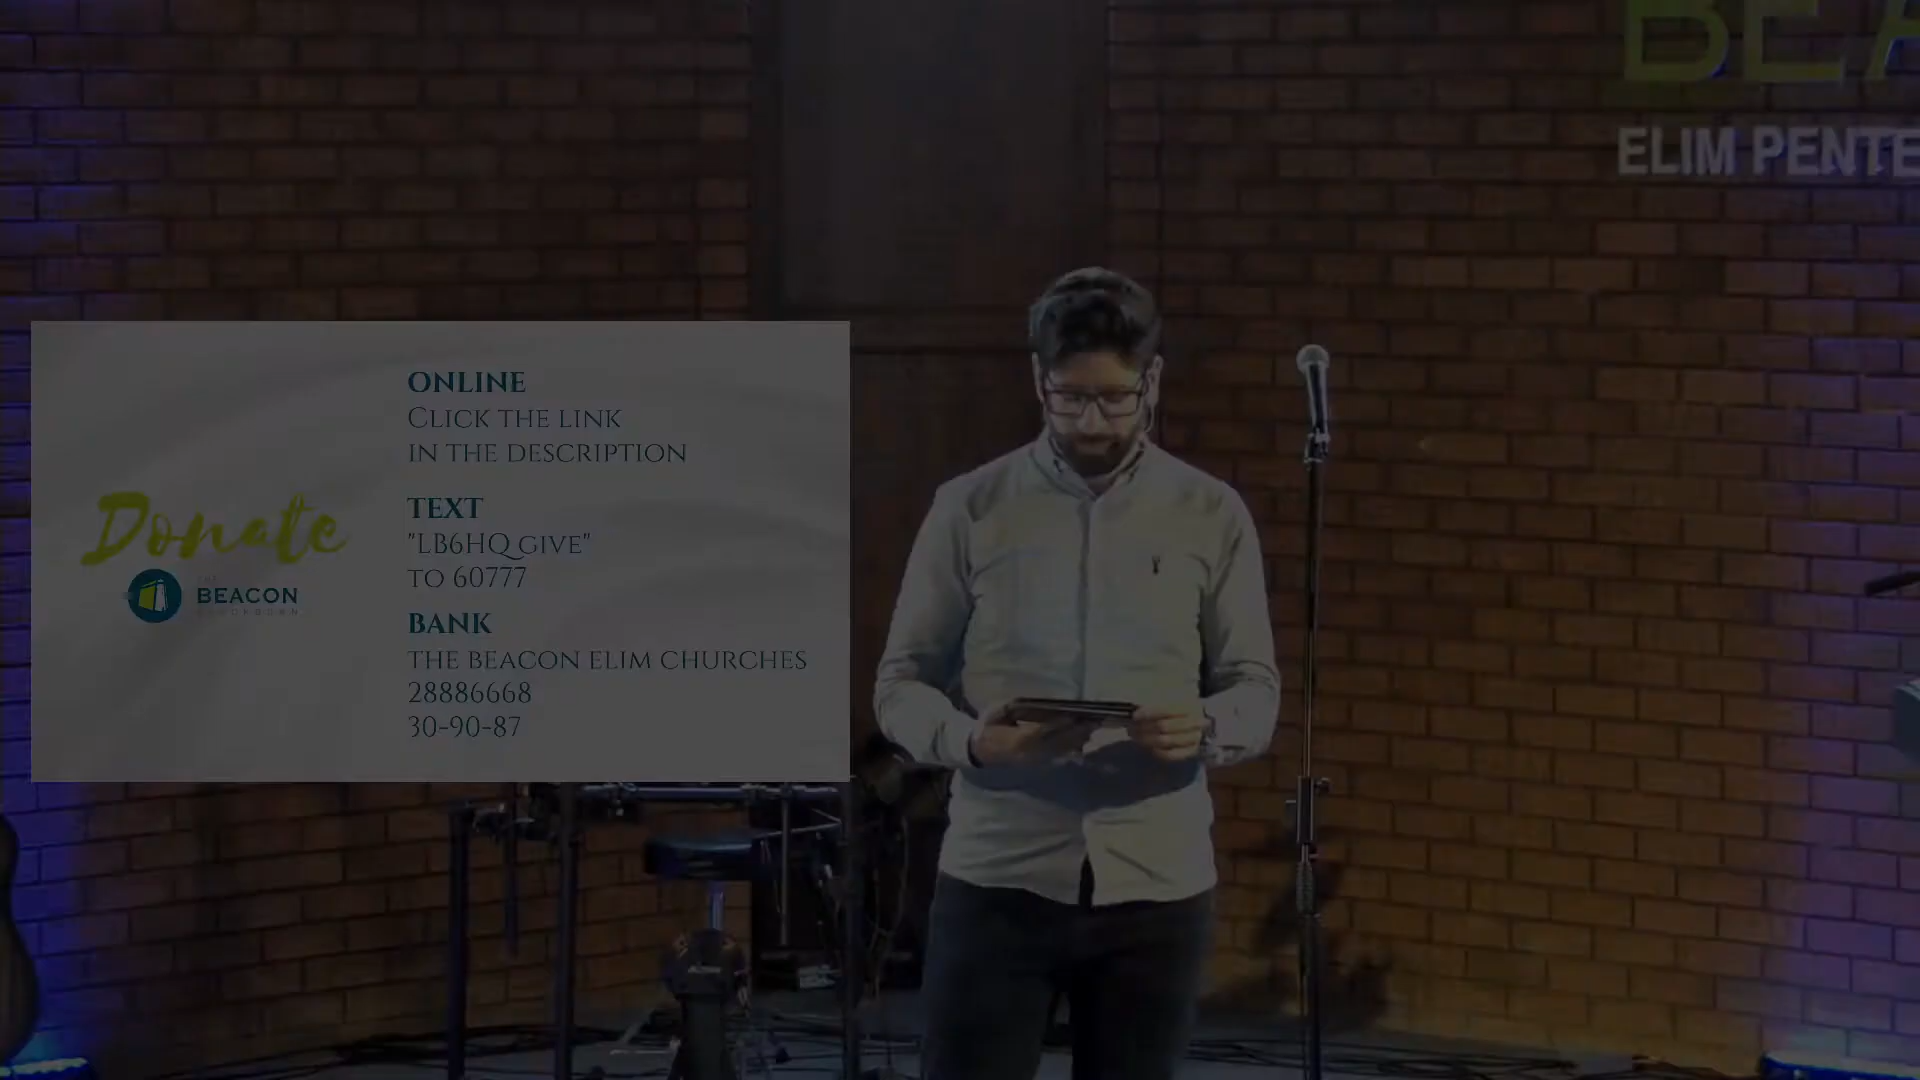 BEA
ELIM PENTE
ONLINE
CLICK THE LINK
IN THE DESCRIPTION
TEXT
"LB6HQ GIVE"
TO 60777
BANK
THE BEACON ELIM CHURCHES
28886668
30-90-87
Donate
BEACON